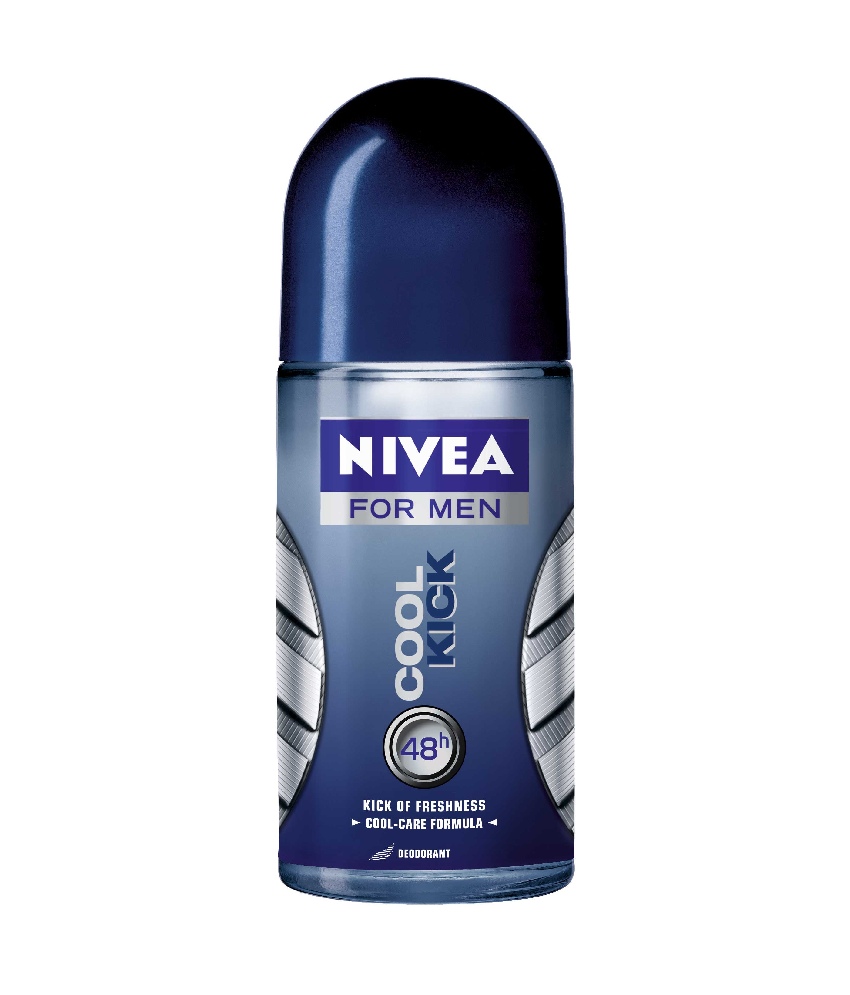 NIVEA
FOR MEN
COOL
KICK
48h
KICK OF FRESHNESS
COOL-CARE FORMULA
DEODORANT